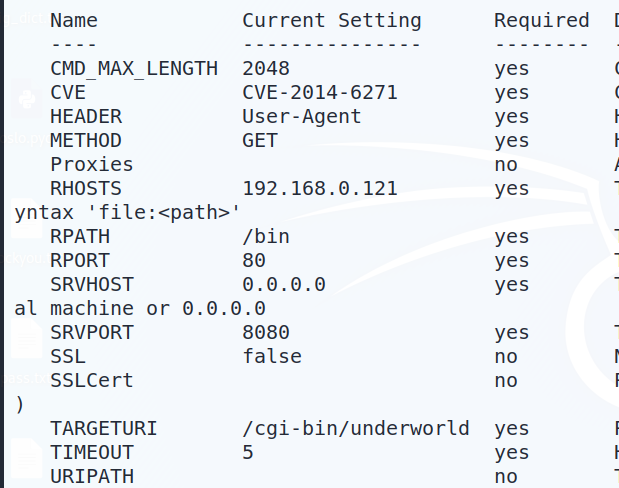 Name Current Setting Required D
---- --------------- -------- -
CMD_MAX_LENGTH 2048 yes C
CVE CVE-2014-6271 yes C
HEADER User-Agent yes H
METHOD GET yes H
Proxies no A
RHOSTS 192.168.0.121 yes T
yntax 'file:<path>'
RPATH /bin yes T
RPORT 80 yes T
SRVHOST 0.0.0.0 yes T
al machine or 0.0.0.0
SRVPORT 8080 yes T
SSL false no N
SSLCert no P
)
TARGETURI /cgi-bin/underworld yes P
TIMEOUT 5 yes H
URIPATH no T